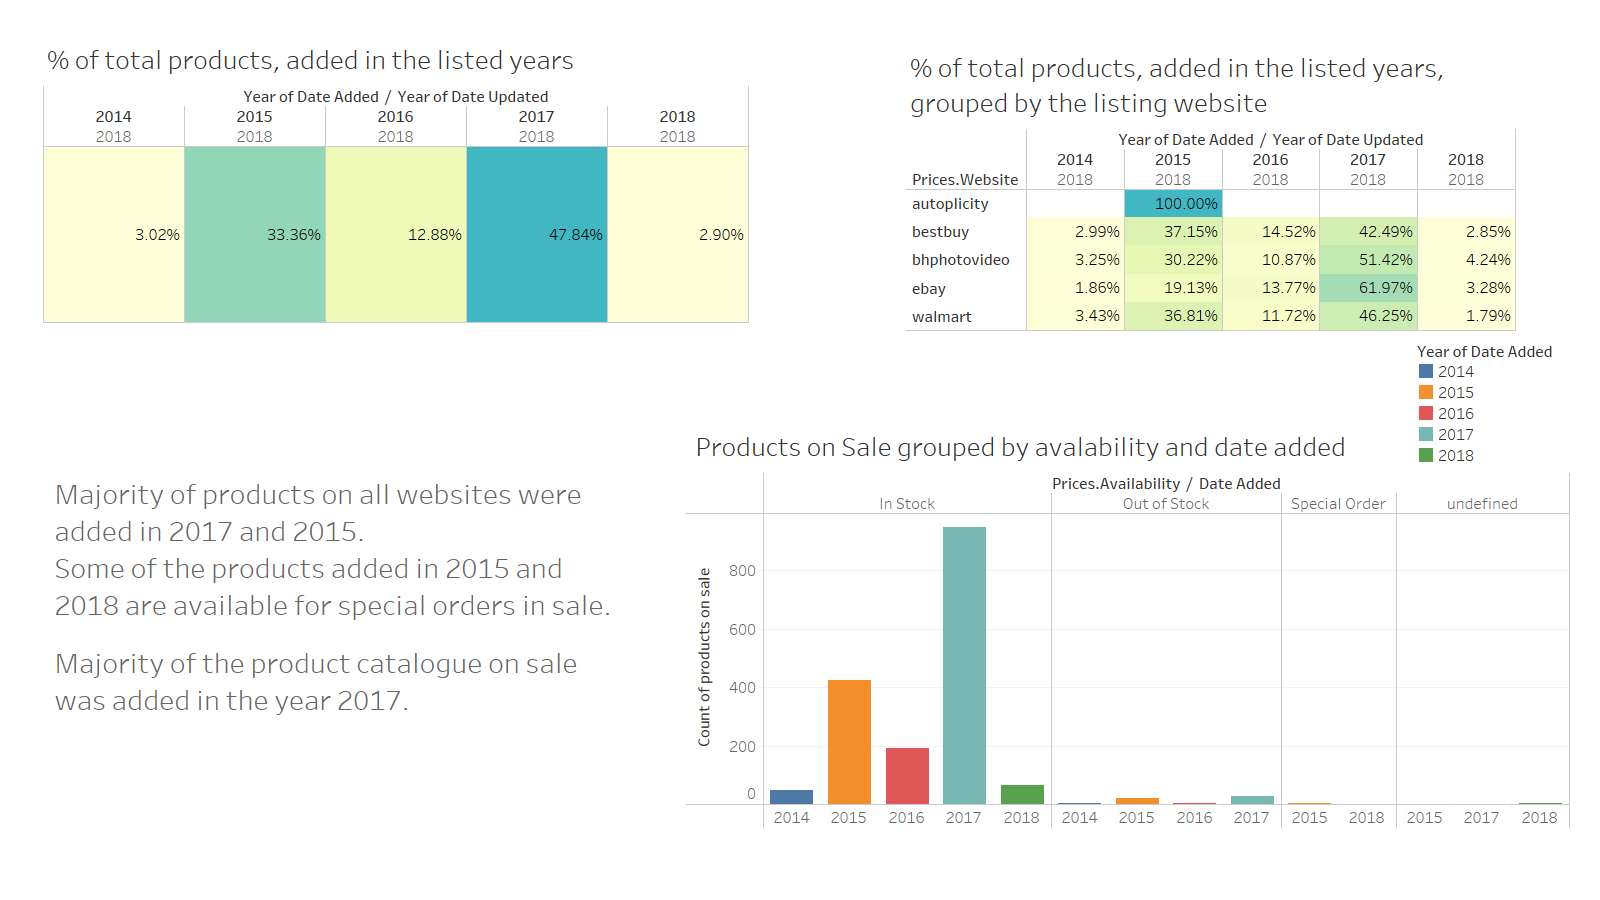 % of total products, added in the listed years
Year of Date Added / Year of Date Updated
2014 2015 2016 2017 2018
2018 2018 2018 2018 2018
3.02% 33.36% 12.88% 47.84% 2.90%
% of total products, added in the listed years,
grouped by the listing website
Year of Date Added / Year of Date Updated
2014 2015 2016 2017 2018
Prices.Website 2018 2018 2018 2018 2018
autoplicity 100.00%
bestbuy 2.99% 37.15% 14.52% 42.49% 2.85%
bhphotovideo 3.25% 30.22% 10.87% 51.42% 4.24%
ebay 1.86% 19.13% 13.77% 61.97% 3.28%
walmart 3.43% 36.81% 11.72% 46.25% 1.79%
Year of Date Added
2014
2015
2016
2017
2018
Majority of products on all websites were
added in 2017 and 2015.
Some of the products added in 2015 and
2018 are available for special orders in sale.
Majority of the product catalogue on sale
was added in the year 2017.
Products on Sale grouped by avalability and date added
Prices.Availability / Date Added
In Stock Out of Stock Special Order undefined
Count of products on sale
800
600
400
200
0
2014 2015 2016 2017 2018 2014 2015 2016 2017 2015 2018 2015 2017 2018